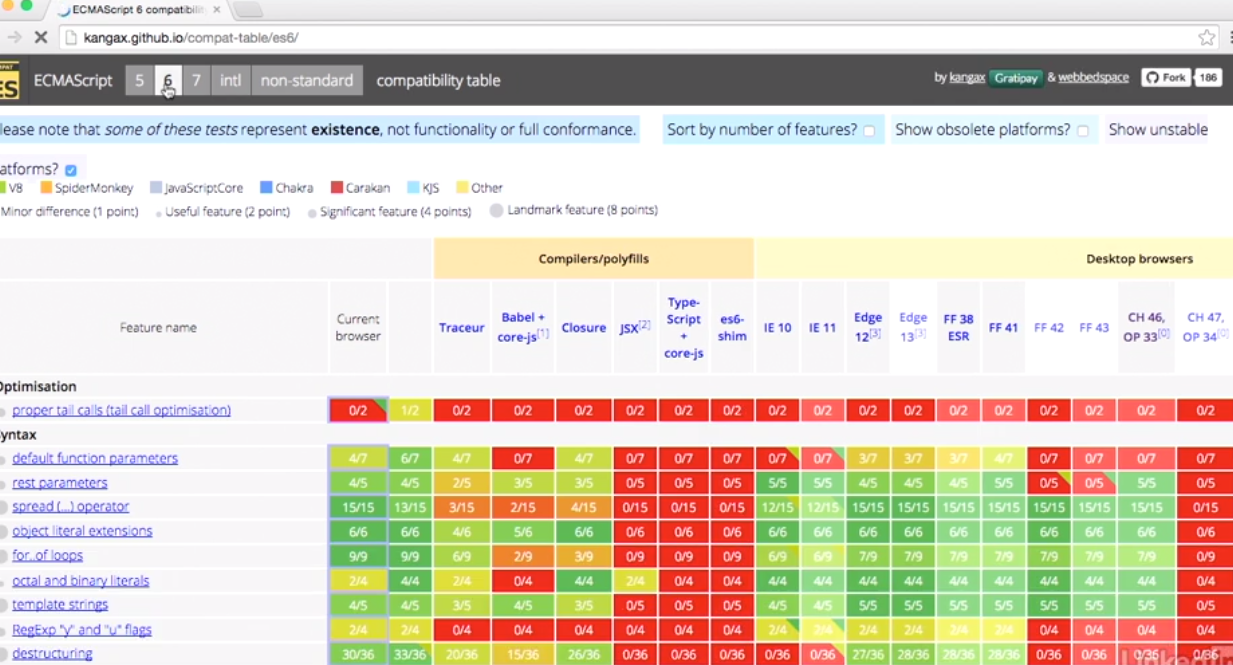 ECMAScript 6 compatibilit ×
kangax.github.io/compat-table/es6/
ES ECMAScript 5 6 7 intl non-standard compatibility table by kangax Gratipay & webbedspace Fork 186
lease note that some of these tests represent existence, not functionality or full conformance. Sort by number of features? Show obsolete platforms? Show unstable
atforms?
V8 SpiderMonkey JavaScriptCore Chakra Carakan KJS Other
Minor difference (1 point) Useful feature (2 point) Significant feature (4 points) Landmark feature (8 points)
Compilers/polyfills Desktop browsers
Feature name Current browser Traceur Babel + core-js[1] Closure JSX[2] Type-Script + core-js es6-shim IE 10 IE 11 Edge 12[3] Edge 13[3] FF 38 ESR FF 41 FF 42 FF 43 CH 46, OP 33[0] CH 47, OP 34[0]
Optimisation
proper tail calls (tail call optimisation) 0/2 1/2 0/2 0/2 0/2 0/2 0/2 0/2 0/2 0/2 0/2 0/2 0/2 0/2 0/2 0/2 0/2 0/2
yntax
default function parameters 4/7 6/7 4/7 0/7 4/7 0/7 0/7 0/7 0/7 0/7 3/7 3/7 3/7 4/7 0/7 0/7 0/7 0/7
rest parameters 4/5 4/5 2/5 3/5 3/5 0/5 0/5 0/5 5/5 5/5 4/5 4/5 4/5 5/5 0/5 0/5 5/5 0/5
spread (...) operator 15/15 13/15 3/15 2/15 4/15 0/15 0/15 0/15 12/15 12/15 15/15 15/15 15/15 15/15 15/15 15/15 15/15 0/15
object literal extensions 6/6 6/6 4/6 5/6 6/6 0/6 0/6 0/6 6/6 6/6 6/6 6/6 6/6 6/6 6/6 6/6 6/6 0/6
for..of loops 9/9 9/9 6/9 2/9 3/9 0/9 0/9 0/9 6/9 6/9 7/9 7/9 7/9 7/9 7/9 7/9 7/9 0/9
octal and binary literals 2/4 4/4 2/4 0/4 4/4 2/4 0/4 0/4 4/4 4/4 4/4 4/4 4/4 4/4 4/4 4/4 4/4 0/4
template strings 4/5 4/5 3/5 4/5 3/5 0/5 0/5 0/5 4/5 4/5 5/5 5/5 5/5 5/5 5/5 5/5 5/5 0/5
RegExp "y" and "u" flags 2/4 2/4 0/4 0/4 0/4 0/4 0/4 0/4 2/4 2/4 2/4 2/4 2/4 2/4 0/4 0/4 0/4 0/4
destructuring 30/36 33/36 20/36 15/36 26/36 0/36 0/36 0/36 0/36 0/36 27/36 28/36 28/36 28/36 0/36 0/36 0/36 0/36